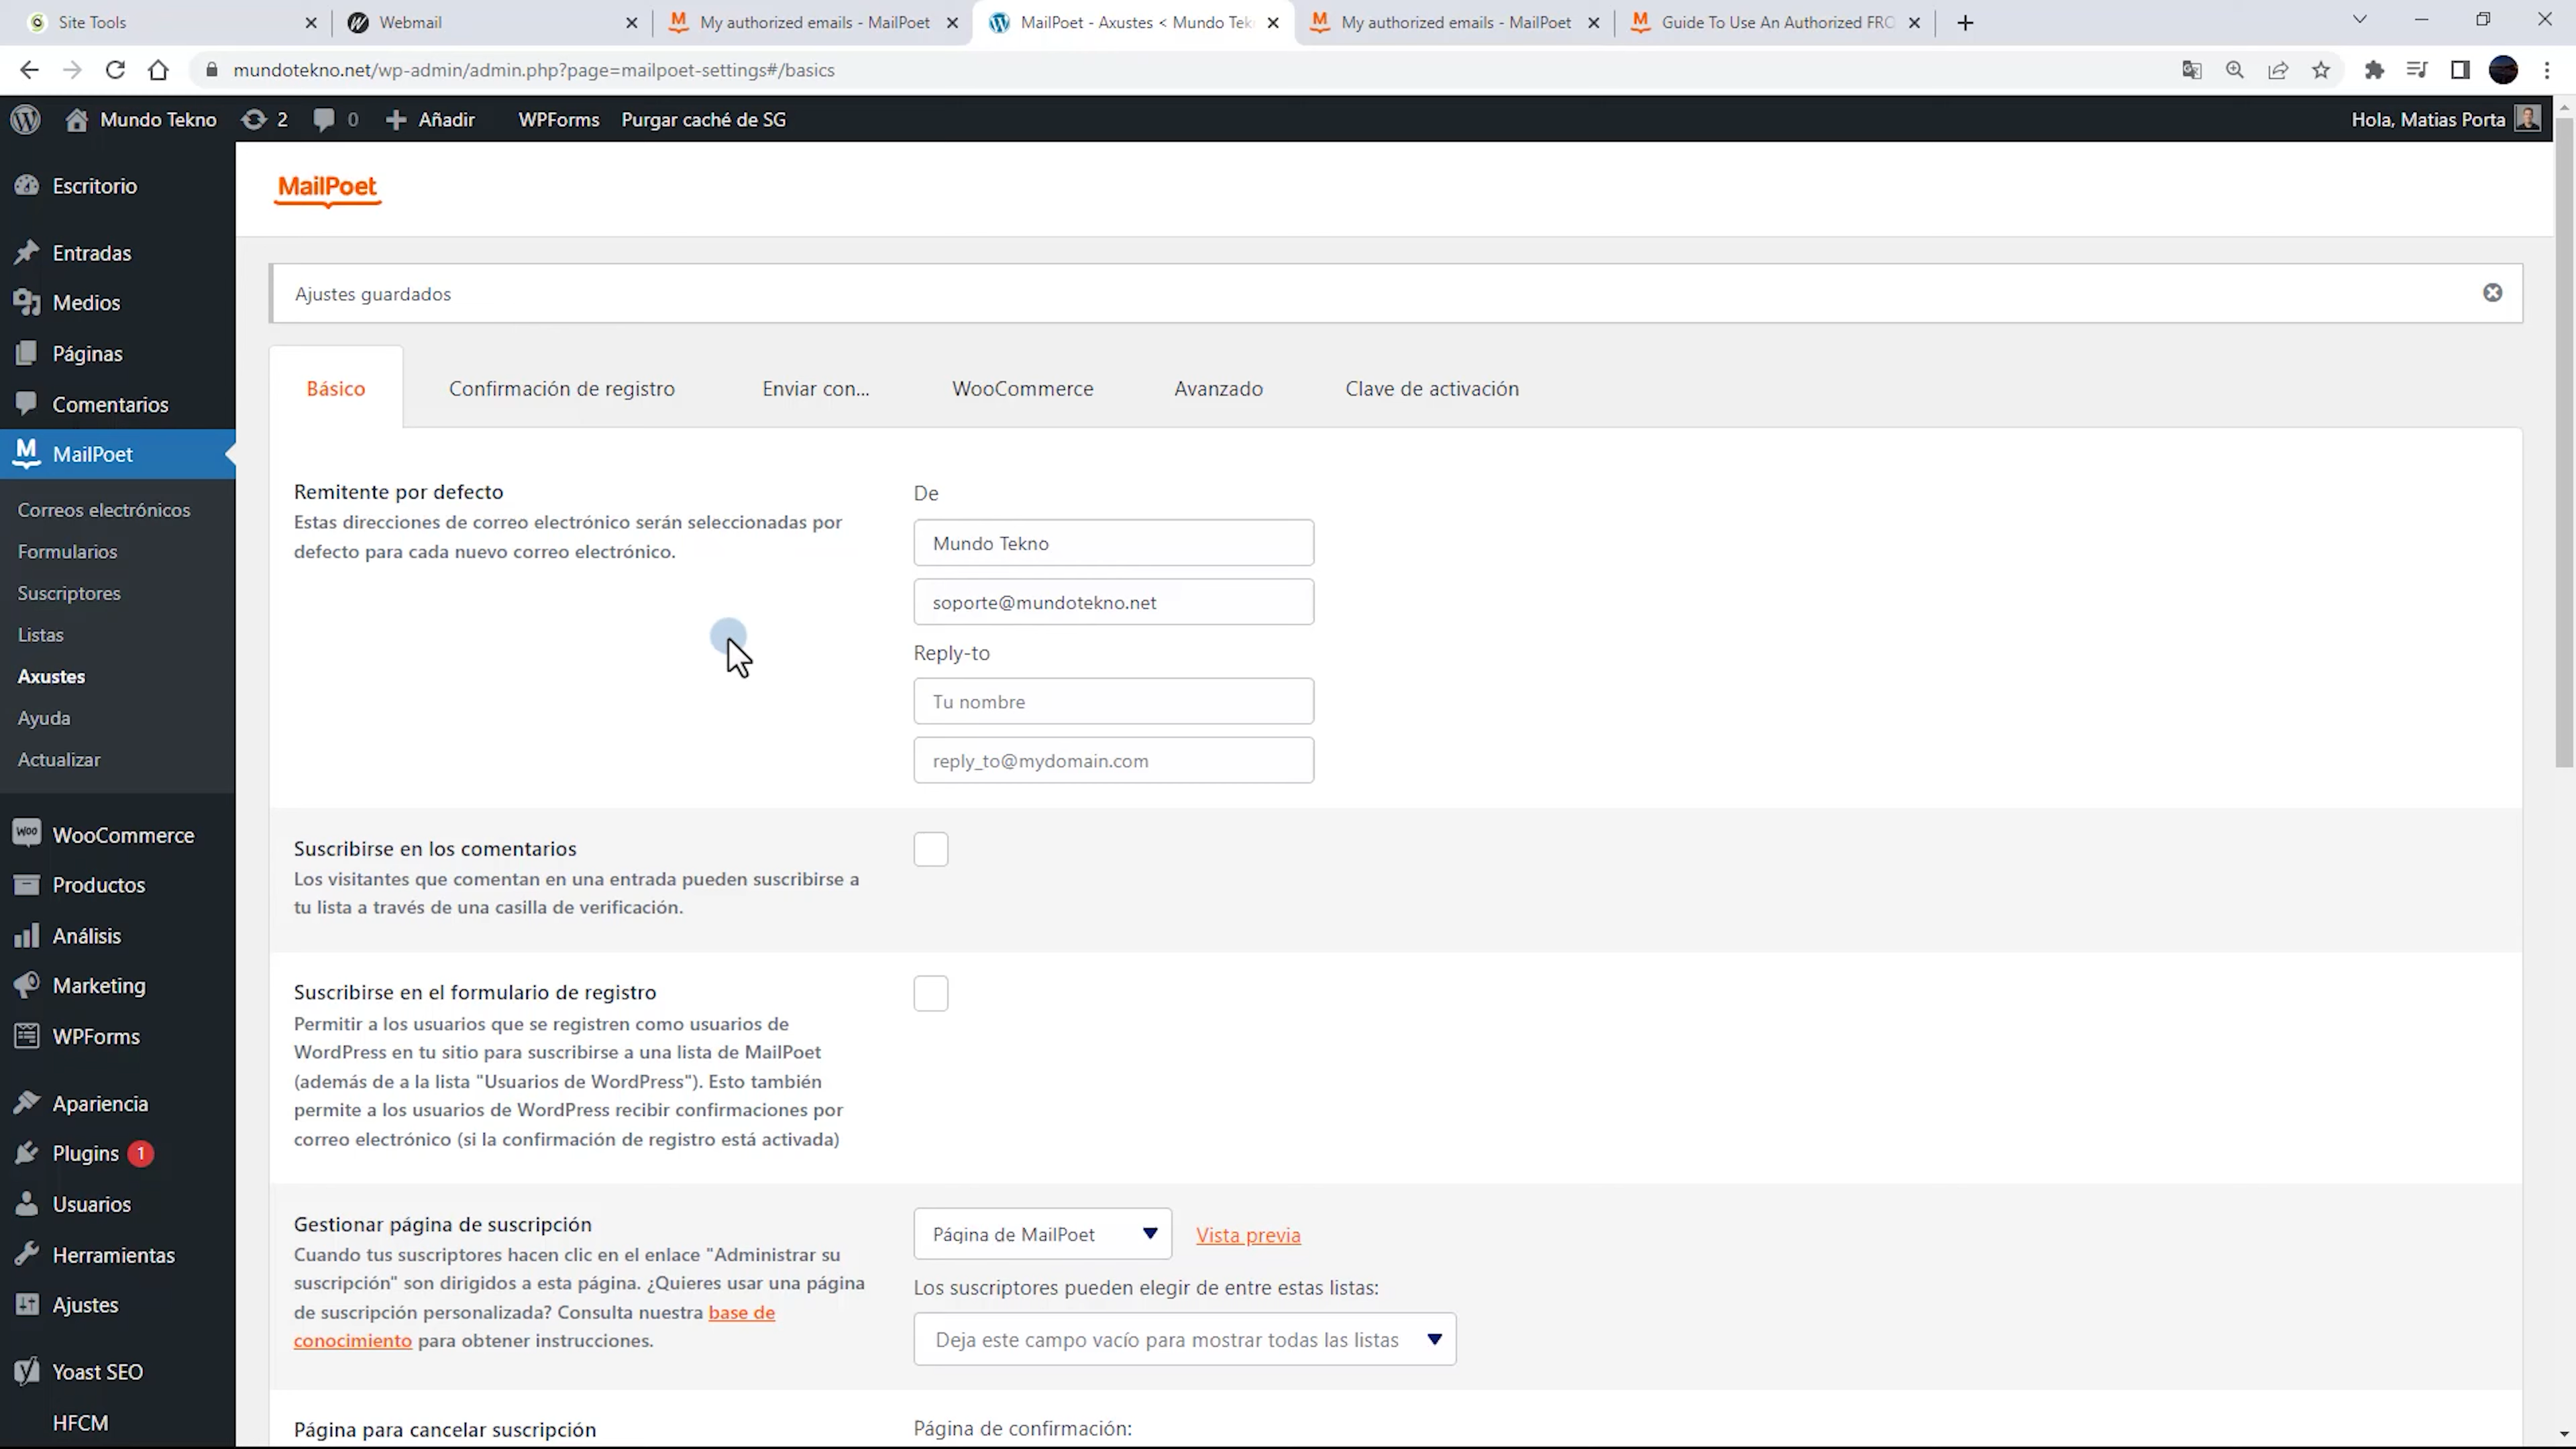 Site Tools
Webmail
My authorized emails - MailPoet
MailPoet - Axustes < Mundo Tek
My authorized emails - MailPoet
Guide To Use An Authorized FRO
mundotekno.net/wp-admin/admin.php?page=mailpoet-settings#/basics
Mundo Tekno
2
0
Añadir
WPForms
Purgar caché de SG
Hola, Matias Porta
Escritorio
Entradas
Medios
Páginas
Comentarios
MailPoet
Correos electrónicos
Formularios
Suscriptores
Listas
Axustes
Ayuda
Actualizar
WooCommerce
Productos
Análisis
Marketing
WPForms
Apariencia
Plugins 1
Usuarios
Herramientas
Ajustes
Yoast SEO
HFCM
MailPoet
Ajustes guardados
Básico
Confirmación de registro
Enviar con...
WooCommerce
Avanzado
Clave de activación
Remitente por defecto
Estas direcciones de correo electrónico serán seleccionadas por
defecto para cada nuevo correo electrónico.
De
Mundo Tekno
soporte@mundotekno.net
Reply-to
Tu nombre
reply_to@mydomain.com
Suscribirse en los comentarios
Los visitantes que comentan en una entrada pueden suscribirse a
tu lista a través de una casilla de verificación.
Suscribirse en el formulario de registro
Permitir a los usuarios que se registren como usuarios de
WordPress en tu sitio para suscribirse a una lista de MailPoet
(además de a la lista "Usuarios de WordPress"). Esto también
permite a los usuarios de WordPress recibir confirmaciones por
correo electrónico (si la confirmación de registro está activada)
Gestionar página de suscripción
Cuando tus suscriptores hacen clic en el enlace "Administrar su
suscripción" son dirigidos a esta página. ¿Quieres usar una página
de suscripción personalizada? Consulta nuestra base de
conocimiento para obtener instrucciones.
Página de MailPoet
Vista previa
Los suscriptores pueden elegir de entre estas listas:
Deja este campo vacío para mostrar todas las listas
Página para cancelar suscripción
Página de confirmación: